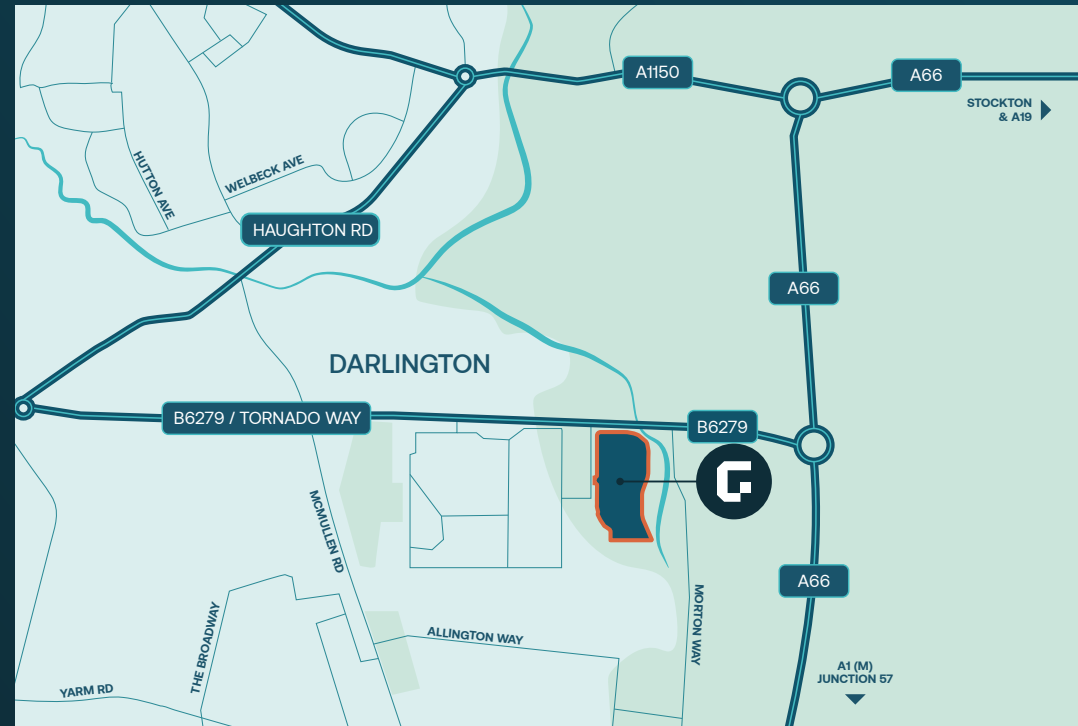 A1150
A66
STOCKTON
& A19
HUTTON AVE
WELBECK AVE
HAUGHTON RD
A66
DARLINGTON
B6279 / TORNADO WAY
B6279
G
MCMULLEN RD
A66
THE BROADWAY
ALLINGTON WAY
MORTON WAY
YARM RD
A1 (M)
JUNCTION 57